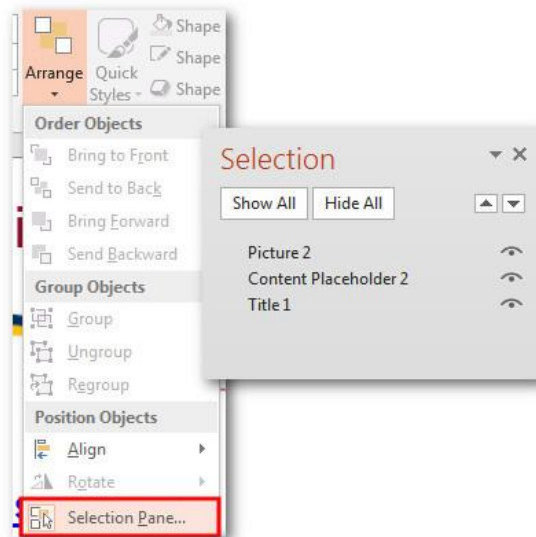 Arrange
Quick
Styles
Shape
Shape
Shape
Order Objects
Bring to Front
Send to Back
Bring Forward
Send Backward
Group Objects
Group
Ungroup
Regroup
Position Objects
Align
Rotate
Selection Pane...
Selection
Show All
Hide All
Picture 2
Content Placeholder 2
Title 1